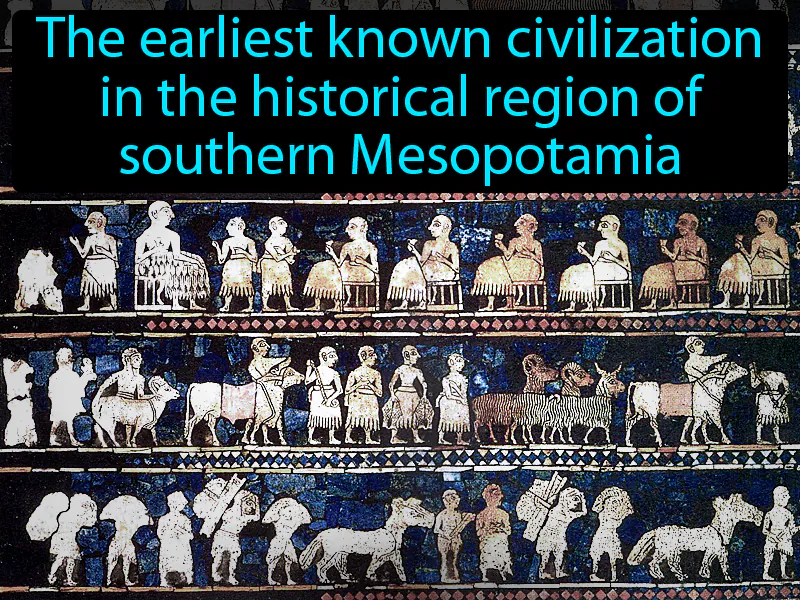 The earliest known civilization
in the historical region of
southern Mesopotamia